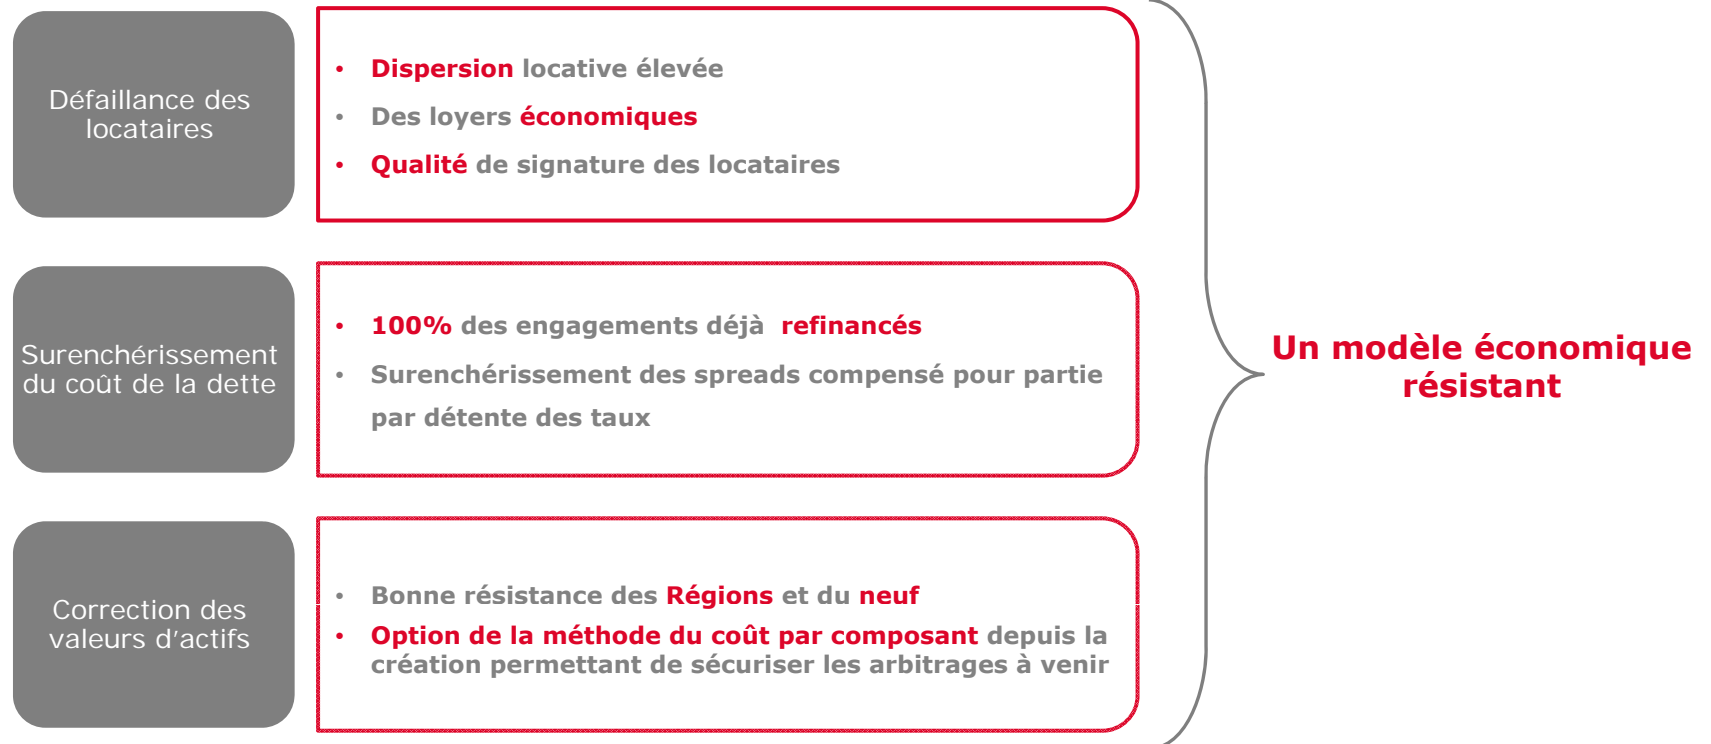 Défaillance des
locataires
• Dispersion locative élevée
• Des loyers économiques
• Qualité de signature des locataires
Surenchérissement
du coût de la dette
• 100% des engagements déjà refinancés
• Surenchérissement des spreads compensé pour partie
par détente des taux
Correction des
valeurs d’actifs
• Bonne résistance des Régions et du neuf
• Option de la méthode du coût par composant depuis la
création permettant de sécuriser les arbitrages à venir
Un modèle économique
résistant